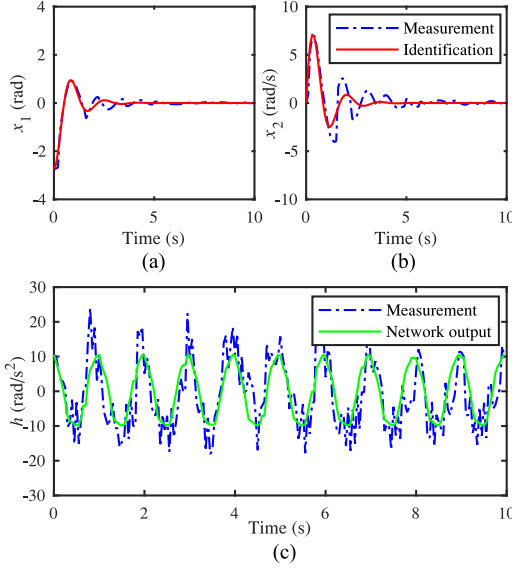 4
2
0
-2
-4
x₁ (rad)
0
5
10
Time (s)
(a)
10
5
0
-5
-10
x₂ (rad/s)
Measurement
Identification
0
5
10
Time (s)
(b)
30
20
10
0
-10
-20
-30
h (rad/s²)
Measurement
Network output
0
2
4
6
8
10
Time (s)
(c)